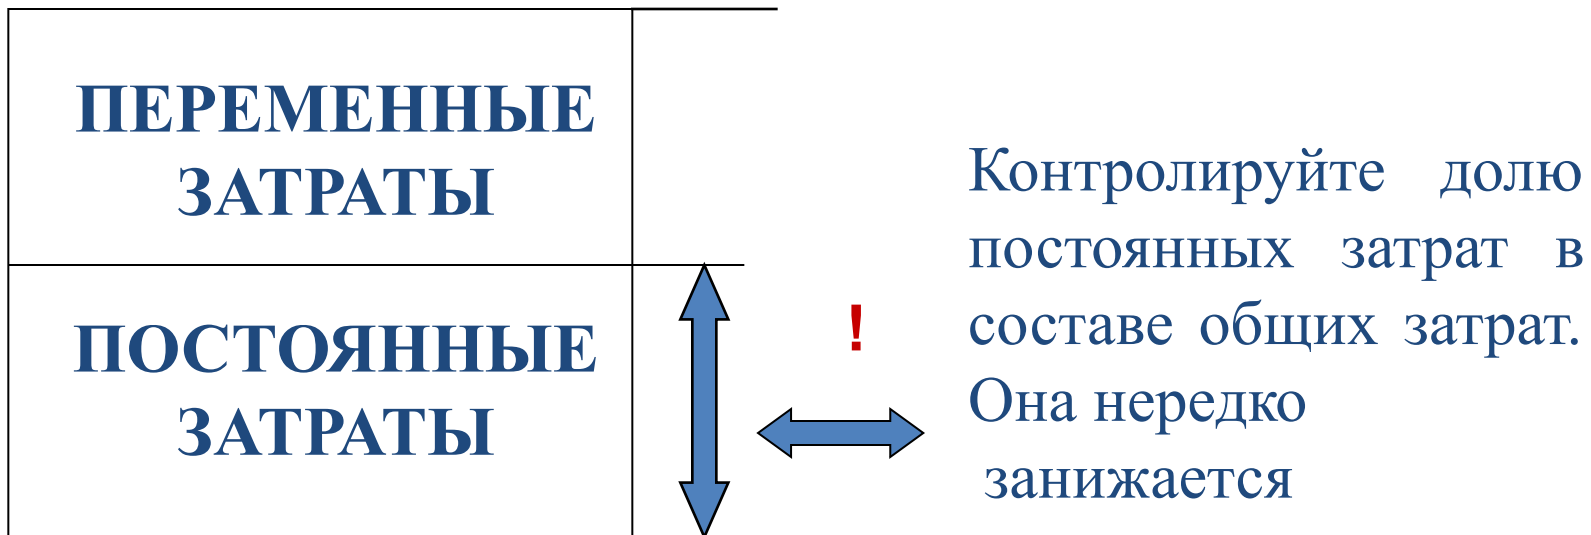 ПЕРЕМЕННЫЕ
ЗАТРАТЫ
ПОСТОЯННЫЕ
ЗАТРАТЫ
!
Контролируйте долю
постоянных затрат в
составе общих затрат.
Она нередко
занижается